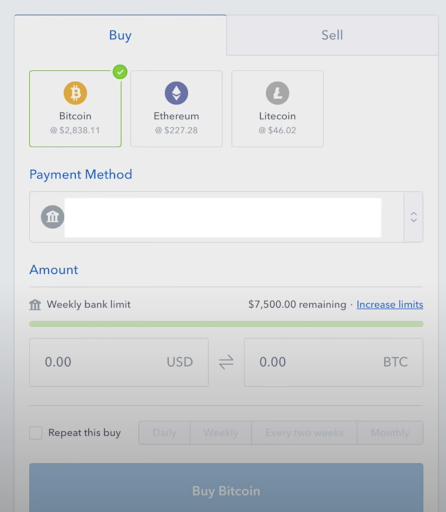 Buy Sell
Bitcoin Ethereum Litecoin
@ $2,838.11 @ $227.28 @ $46.02
Payment Method
Amount
Weekly bank limit $7,500.00 remaining · Increase limits
0.00 USD 0.00 BTC
Repeat this buy Daily Weekly Every two weeks Monthly
Buy Bitcoin